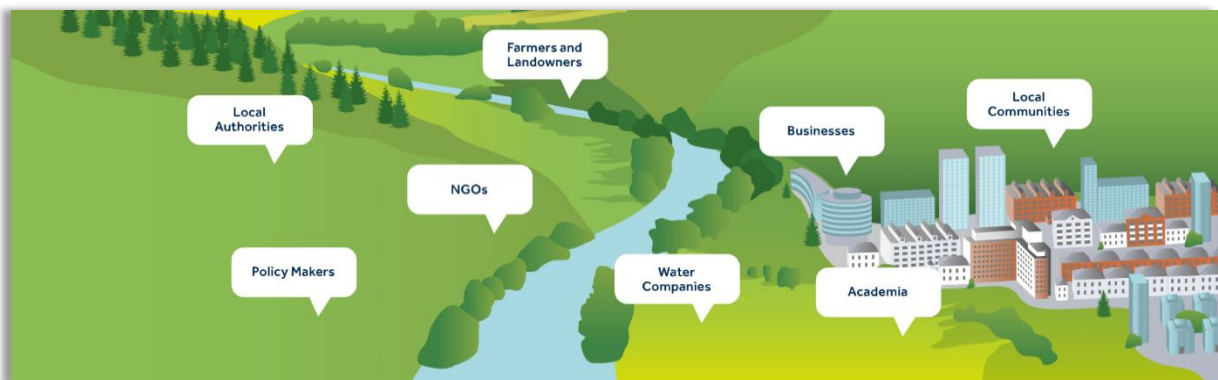 Farmers and
Landowners
Local
Authorities
Local
Communities
Businesses
NGOs
Policy Makers
Water
Companies
Academia